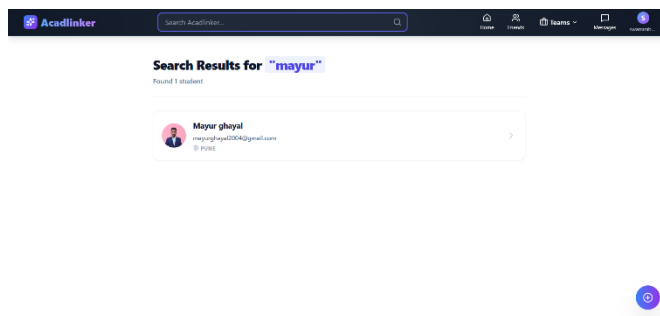 Acadlinker
Search Acadlinker...
Home
Friends
Teams
Messages
S
Search Results for "mayur"
Found 1 student
Mayur ghayal
mayurghayal2004@gmail.com
PUNE